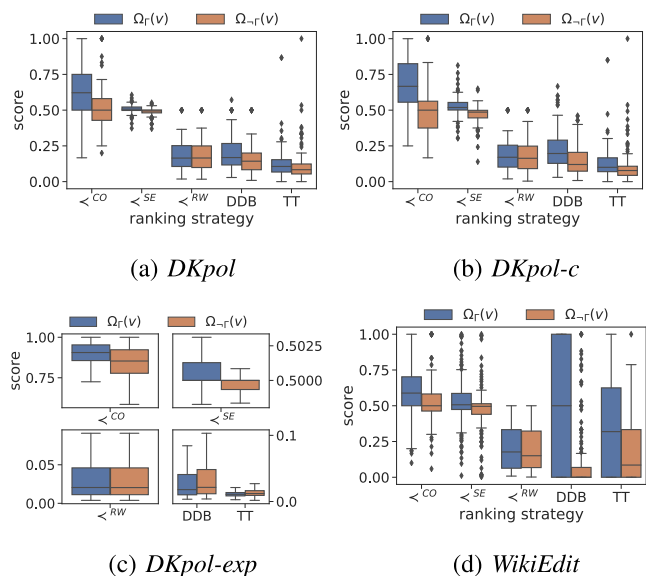 Ω_Γ(v) Ω_¬Γ(v)
1.00
0.75
0.50
0.25
0.00
score
≺^CO ≺^SE ≺^RW DDB TT
ranking strategy
(a) DKpol
Ω_Γ(v) Ω_¬Γ(v)
1.00
0.75
0.50
0.25
0.00
score
≺^CO ≺^SE ≺^RW DDB TT
ranking strategy
(b) DKpol-c
Ω_Γ(v) Ω_¬Γ(v)
1.00
0.75
score
≺^CO
0.5025
0.5000
≺^SE
0.05
0.00
≺^RW
0.1
0.0
DDB TT
(c) DKpol-exp
Ω_Γ(v) Ω_¬Γ(v)
1.00
0.75
0.50
0.25
0.00
score
≺^CO ≺^SE ≺^RW DDB TT
ranking strategy
(d) WikiEdit